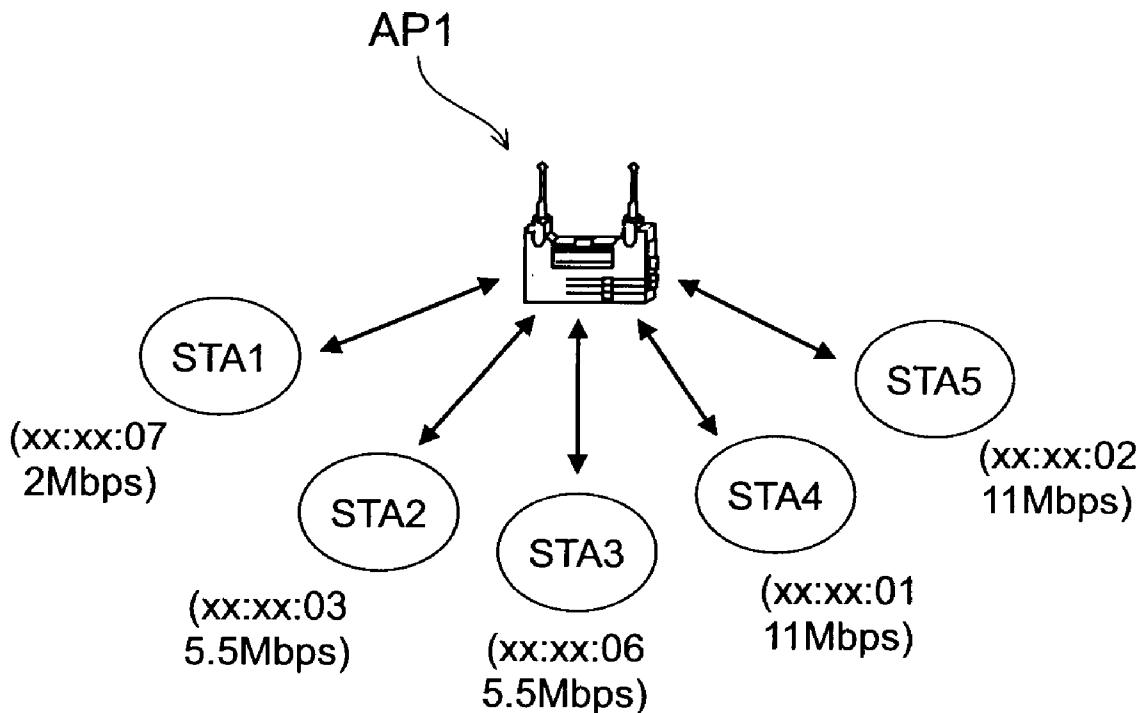 AP1
STA1
(xx:xx:07
2Mbps)
STA2
(xx:xx:03
5.5Mbps)
STA3
(xx:xx:06
5.5Mbps)
STA4
(xx:xx:01
11Mbps)
STA5
(xx:xx:02
11Mbps)